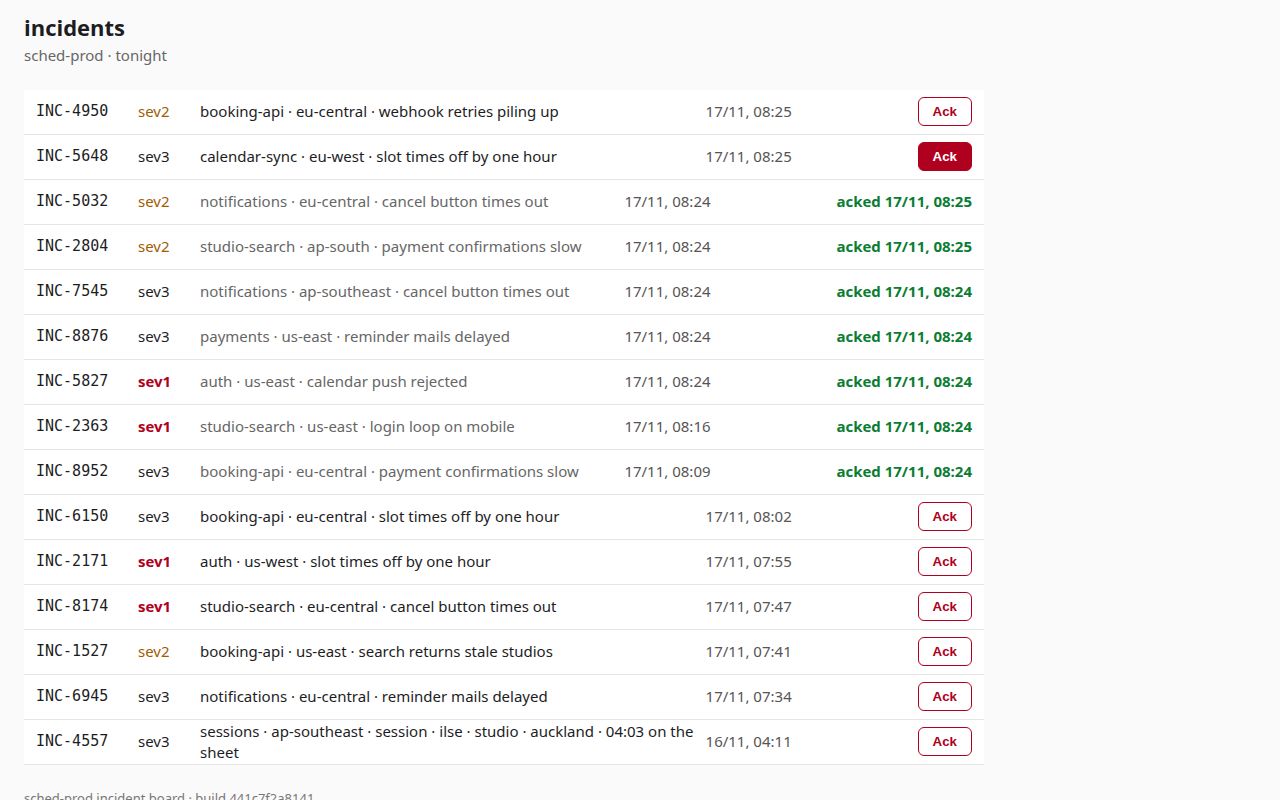 incidents
sched-prod · tonight
INC-4950 sev2 booking-api · eu-central · webhook retries piling up 17/11, 08:25 Ack
INC-5648 sev3 calendar-sync · eu-west · slot times off by one hour 17/11, 08:25 Ack
INC-5032 sev2 notifications · eu-central · cancel button times out 17/11, 08:24 acked 17/11, 08:25
INC-2804 sev2 studio-search · ap-south · payment confirmations slow 17/11, 08:24 acked 17/11, 08:25
INC-7545 sev3 notifications · ap-southeast · cancel button times out 17/11, 08:24 acked 17/11, 08:24
INC-8876 sev3 payments · us-east · reminder mails delayed 17/11, 08:24 acked 17/11, 08:24
INC-5827 sev1 auth · us-east · calendar push rejected 17/11, 08:24 acked 17/11, 08:24
INC-2363 sev1 studio-search · us-east · login loop on mobile 17/11, 08:16 acked 17/11, 08:24
INC-8952 sev3 booking-api · eu-central · payment confirmations slow 17/11, 08:09 acked 17/11, 08:24
INC-6150 sev3 booking-api · eu-central · slot times off by one hour 17/11, 08:02 Ack
INC-2171 sev1 auth · us-west · slot times off by one hour 17/11, 07:55 Ack
INC-8174 sev1 studio-search · eu-central · cancel button times out 17/11, 07:47 Ack
INC-1527 sev2 booking-api · us-east · search returns stale studios 17/11, 07:41 Ack
INC-6945 sev3 notifications · eu-central · reminder mails delayed 17/11, 07:34 Ack
INC-4557 sev3 sessions · ap-southeast · session · ilse · studio · auckland · 04:03 on the 16/11, 04:11 Ack
sheet
sched-prod incident board · build 441c7f2a8141